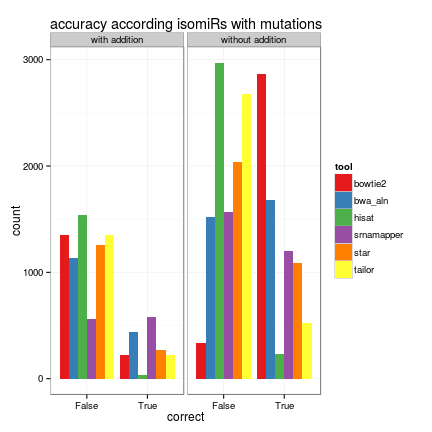 accuracy according isomiRs with mutations
with addition
without addition
3000
2000
1000
0
count
False
True
False
True
correct
tool
bowtie2
bwa_aln
hisat
srnamapper
star
tailor